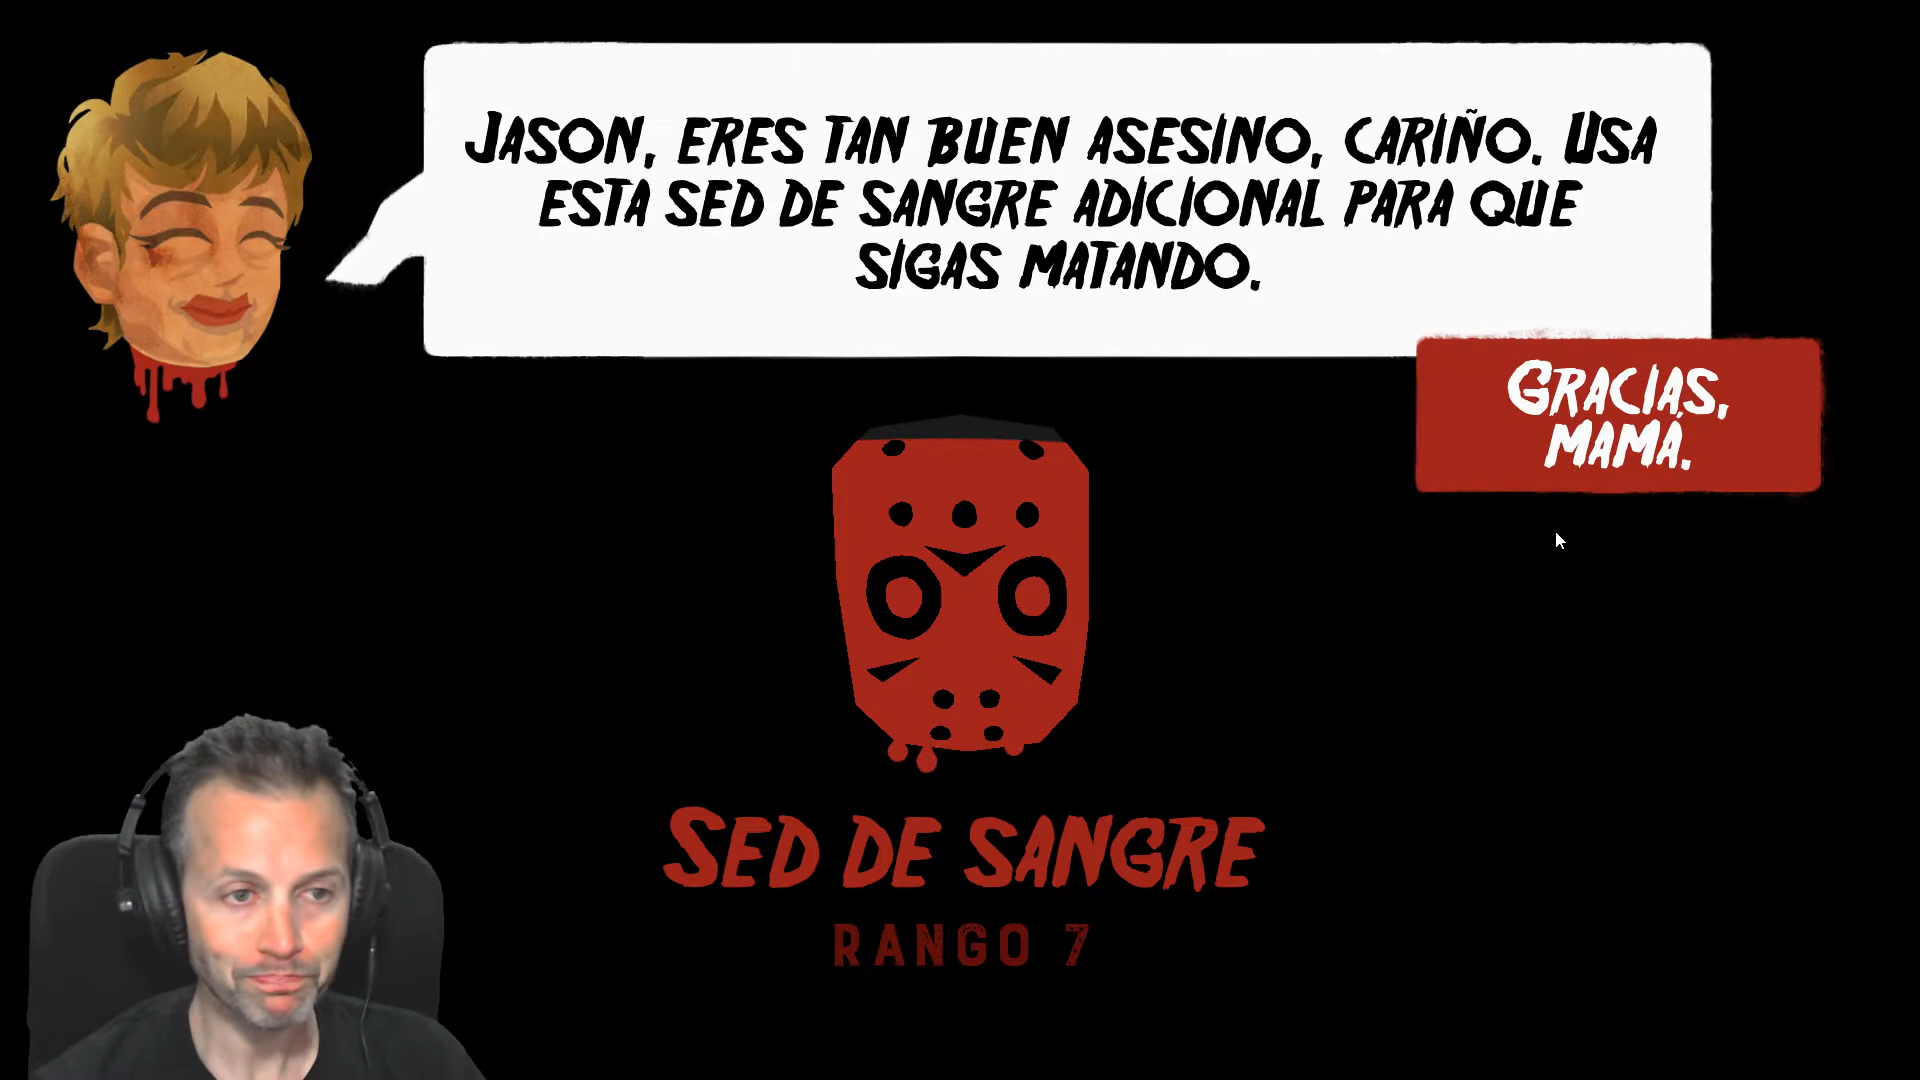 Jason, eres tan buen asesino, cariño. Usa
esta sed de sangre adicional para que
sigas matando.
Gracias,
mamá.
Sed de sangre
RANGO 7